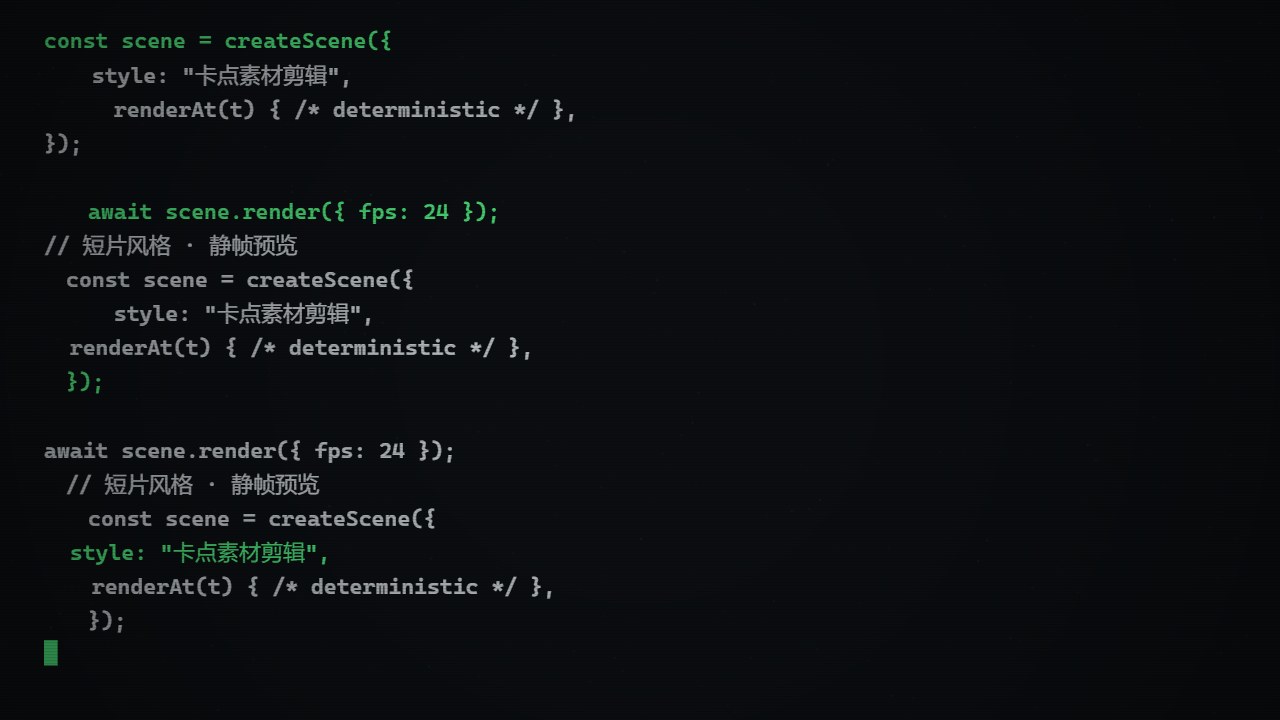 const scene = createScene({
style: "卡点素材剪辑",
renderAt(t) { /* deterministic */ },
});
await scene.render({ fps: 24 });
// 短片风格 · 静帧预览
const scene = createScene({
style: "卡点素材剪辑",
renderAt(t) { /* deterministic */ },
});
await scene.render({ fps: 24 });
// 短片风格 · 静帧预览
const scene = createScene({
style: "卡点素材剪辑",
renderAt(t) { /* deterministic */ },
});